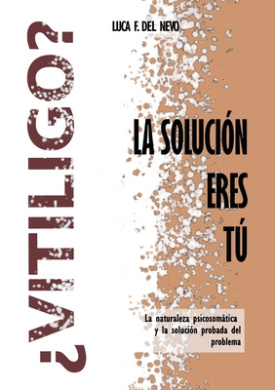 LUCA F. DEL NEVO
¿VITILIGO?
LA SOLUCIÓN
ERES
TÚ
La naturaleza psicosomática
y la solución probada del
problema